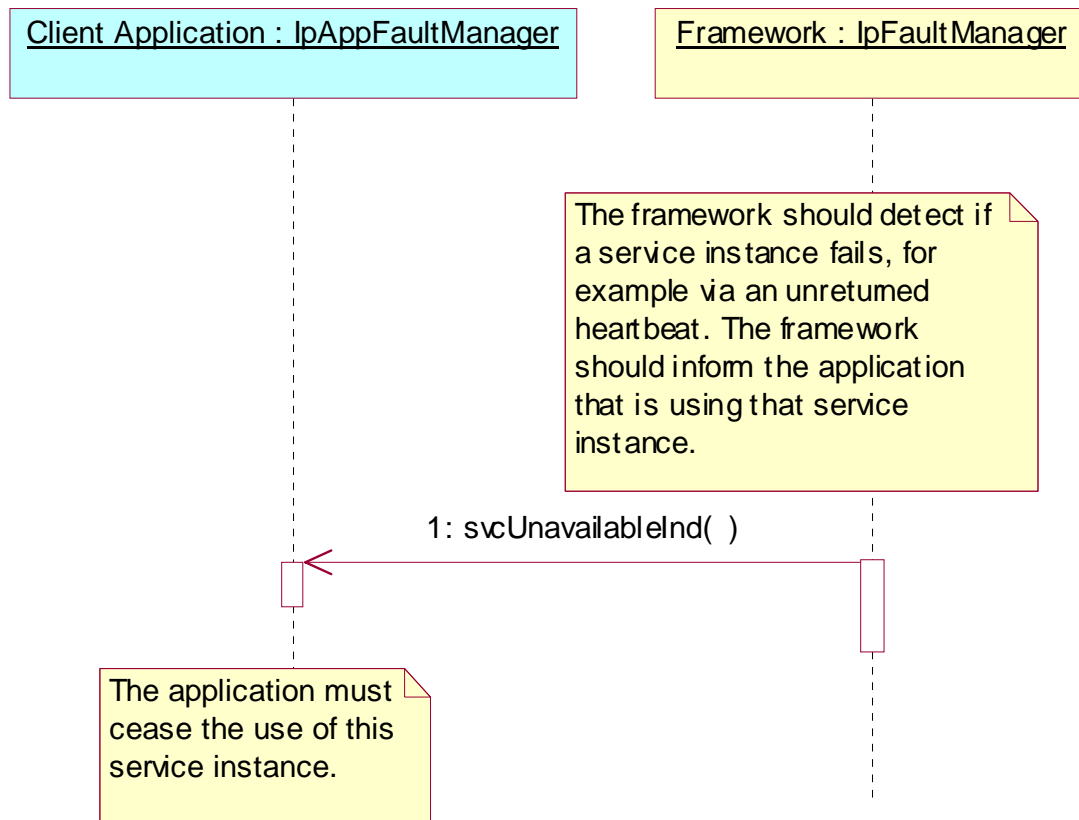 Client Application : IpAppFaultManager
Framework : IpFaultManager
The framework should detect if
a service instance fails, for
example via an unreturned
heartbeat. The framework
should inform the application
that is using that service
instance.
1: svcUnavailableInd( )
The application must
cease the use of this
service instance.